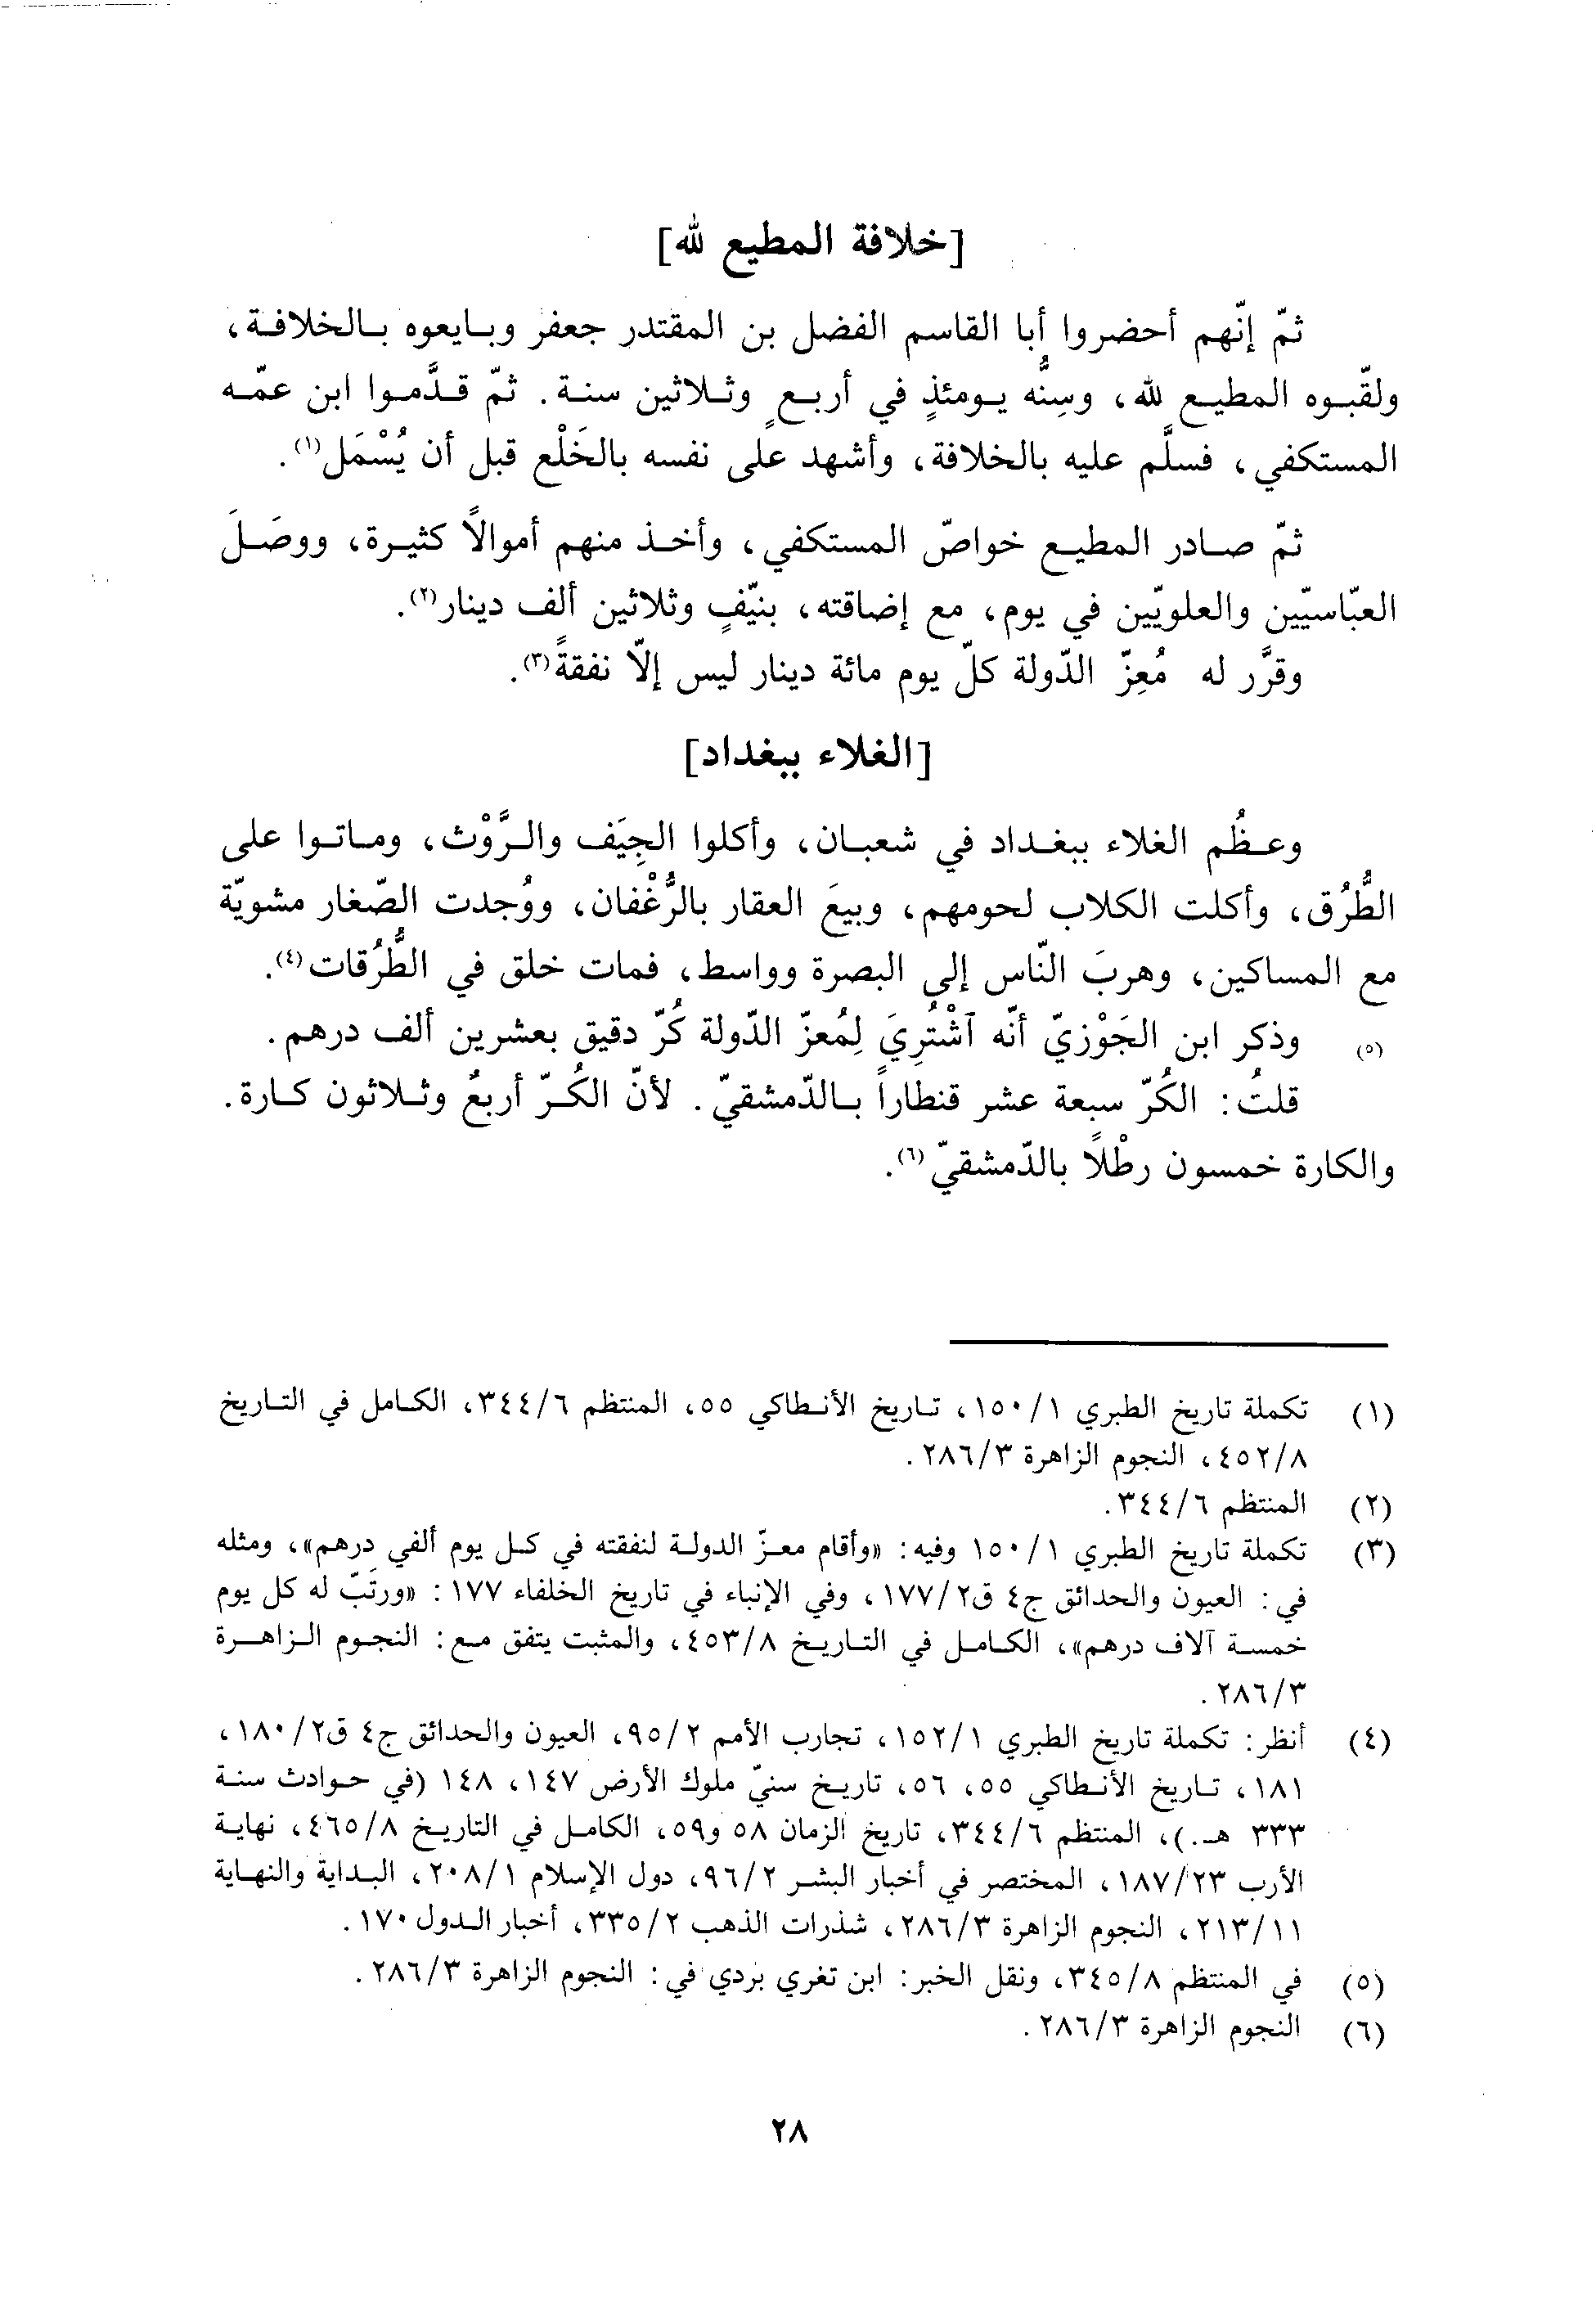 [خلافة المطيع لله]
ثمّ إنّهم أحضروا أبا القاسم الفضل بن المقتدر جعفر وبايعوه بالخلافة،
ولقّبوه المطيع لله، وسِنُّه يومئذٍ في أربعٍ وثلاثين سنة. ثمّ قدَّموا ابن عمّه
المستكفي، فسلَّم عليه بالخلافة، وأشهد على نفسه بالخَلْع قبل أن يُسْمَل(١).
ثمّ صادر المطيع خواصّ المستكفي، وأخذ منهم أموالاً كثيرة، ووصَلَ
العبّاسيّين والعلويّين في يوم، مع إضاقته، بنيّفٍ وثلاثين ألف دينار(٢).
وقرَّر له مُعِزّ الدّولة كلّ يوم مائة دينار ليس إلاّ نفقةً(٣).
[الغلاء ببغداد]
وعظُم الغلاء ببغداد في شعبان، وأكلوا الجِيَف والرَّوْث، وماتوا على
الطُّرُق، وأكلت الكلاب لحومهم، وبيعَ العقار بالرُّغْفان، ووُجدت الصّغار مشويّة
مع المساكين، وهربَ النّاس إلى البصرة وواسط، فمات خلق في الطُّرُقات(٤).
(٥) وذكر ابن الجَوْزيّ أنّه آشْتُرِيَ لِمُعزّ الدّولة كُرّ دقيق بعشرين ألف درهم.
قلتُ: الكُرّ سبعة عشر قنطاراً بالدّمشقيّ. لأنّ الكُرّ أربعٌ وثلاثون كارة.
والكارة خمسون رطْلاً بالدّمشقيّ(٦).
(١) تكملة تاريخ الطبري ١/١٥٠، تاريخ الأنطاكي ٥٥، المنتظم ٦/٣٤٤، الكامل في التاريخ
٨/٤٥٢، النجوم الزاهرة ٣/٢٨٦.
(٢) المنتظم ٦/٣٤٤.
(٣) تكملة تاريخ الطبري ١/١٥٠ وفيه: «وأقام معزّ الدولة لنفقته في كل يوم ألفي درهم»، ومثله
في: العيون والحدائق ج٤ ق٢/١٧٧، وفي الإنباء في تاريخ الخلفاء ١٧٧: «ورتّب له كل يوم
خمسة آلاف درهم»، الكامل في التاريخ ٨/٤٥٣، والمثبت يتفق مع: النجوم الزاهرة
٣/٢٨٦.
(٤) أنظر: تكملة تاريخ الطبري ١/١٥٢، تجارب الأمم ٢/٩٥، العيون والحدائق ج٤ ق٢/١٨٠،
١٨١، تاريخ الأنطاكي ٥٥، ٥٦، تاريخ سنيّ ملوك الأرض ١٤٧، ١٤٨ (في حوادث سنة
٣٣٣ هـ.)، المنتظم ٦/٣٤٤، تاريخ الزمان ٥٨ و٥٩، الكامل في التاريخ ٨/٤٦٥، نهاية
الأرب ٢٣/١٨٧، المختصر في أخبار البشر ٢/٩٦، دول الإسلام ١/٢٠٨، البداية والنهاية
١١/٢١٣، النجوم الزاهرة ٣/٢٨٦، شذرات الذهب ٢/٣٣٥، أخبار الدول ١٧٠.
(٥) في المنتظم ٨/٣٤٥، ونقل الخبر: ابن تغري بردي في: النجوم الزاهرة ٣/٢٨٦.
(٦) النجوم الزاهرة ٣/٢٨٦.
٢٨